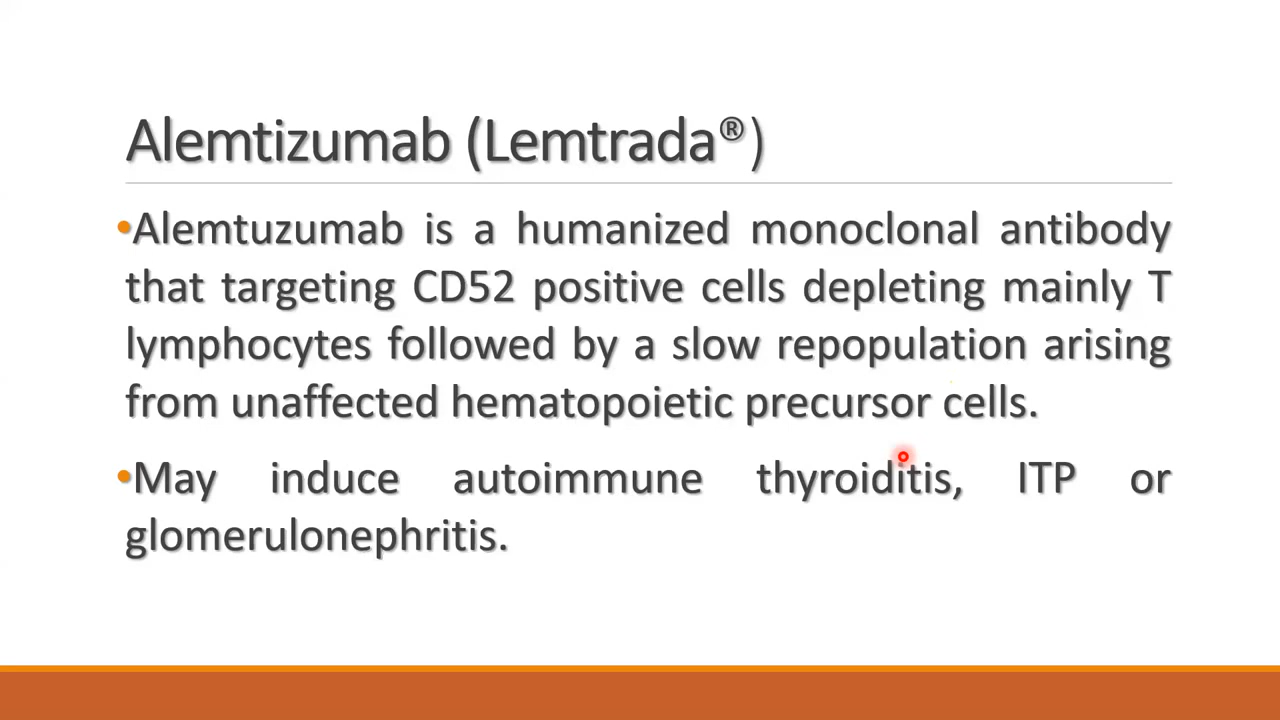 Alemtizumab (Lemtrada®)
•Alemtuzumab is a humanized monoclonal antibody
that targeting CD52 positive cells depleting mainly T
lymphocytes followed by a slow repopulation arising
from unaffected hematopoietic precursor cells.
•May induce autoimmune thyroiditis, ITP or
glomerulonephritis.